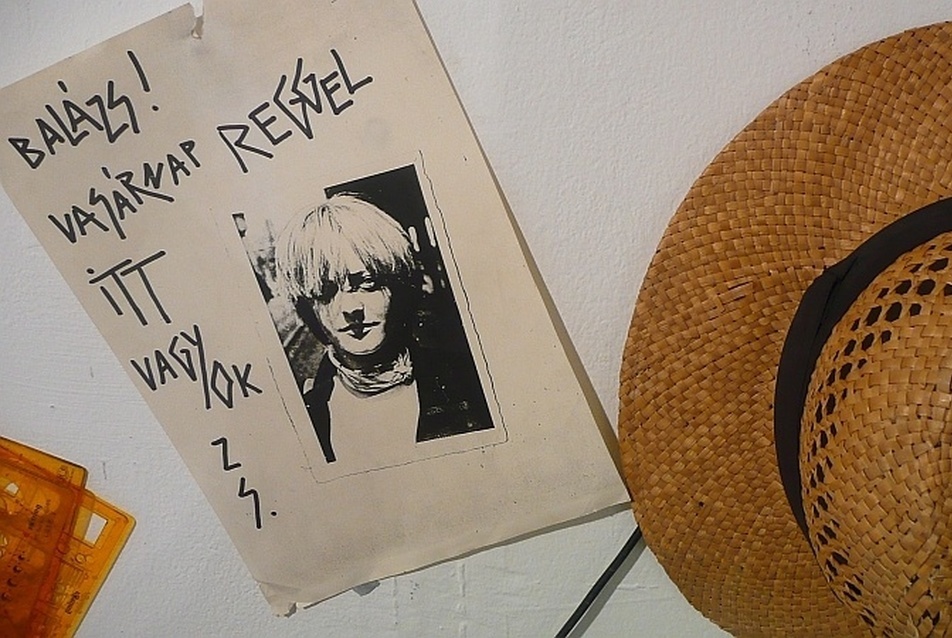 BALÁZS!
VASÁRNAP REGGEL
ITT
VAGYOK
ZS.